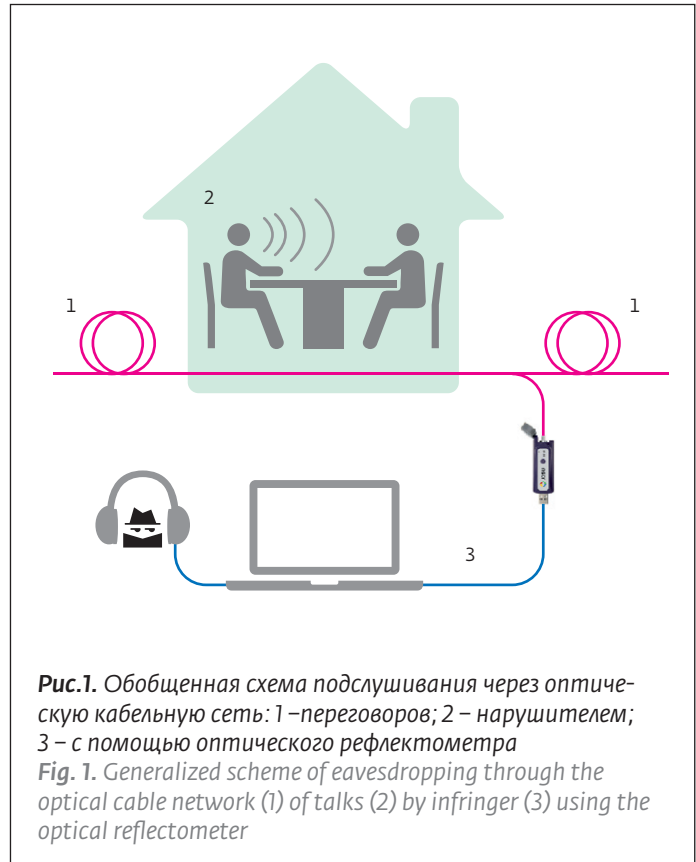 2
1
1
3
Рис.1. Обобщенная схема подслушивания через оптиче-
скую кабельную сеть: 1 –переговоров; 2 – нарушителем;
3 – с помощью оптического рефлектометра
Fig. 1. Generalized scheme of eavesdropping through the
optical cable network (1) of talks (2) by infringer (3) using the
optical reflectometer